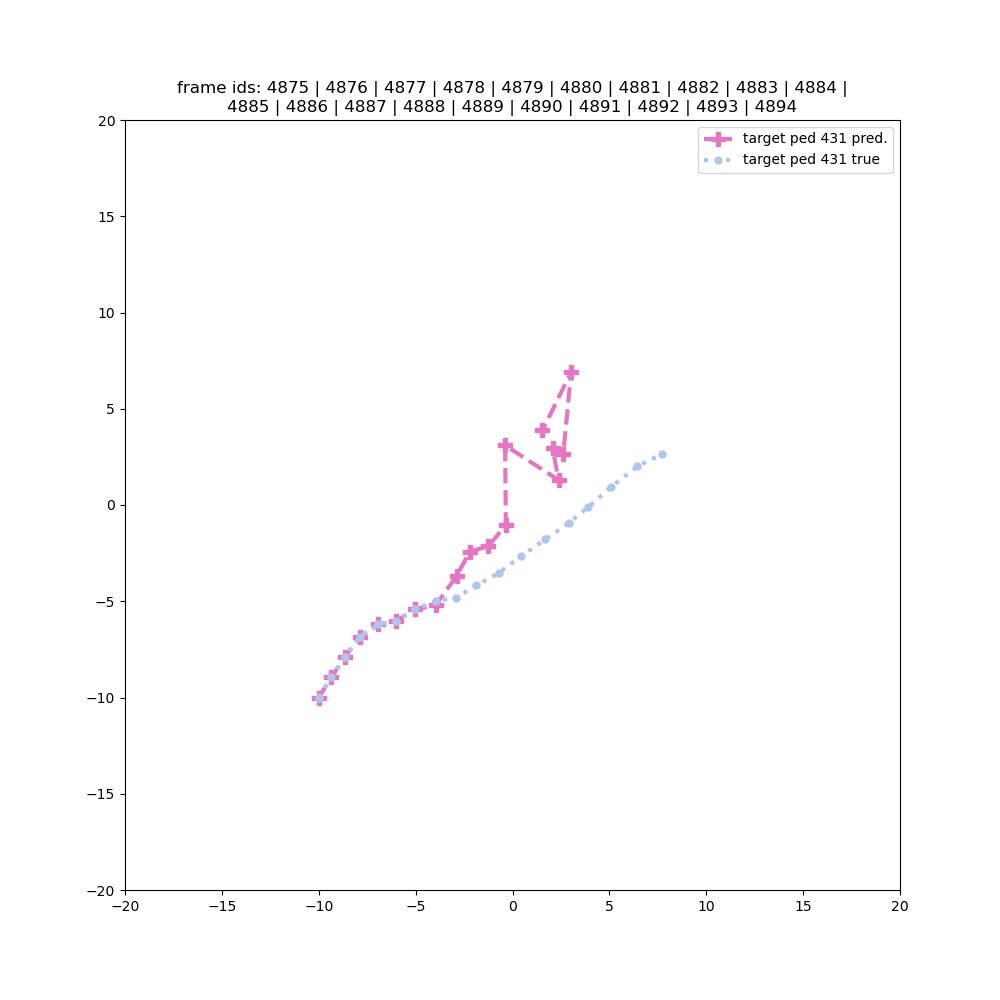 frame ids: 4875 | 4876 | 4877 | 4878 | 4879 | 4880 | 4881 | 4882 | 4883 | 4884 |
4885 | 4886 | 4887 | 4888 | 4889 | 4890 | 4891 | 4892 | 4893 | 4894
target ped 431 pred.
target ped 431 true
20
15
10
5
0
−5
−10
−15
−20
−20 −15 −10 −5 0 5 10 15 20